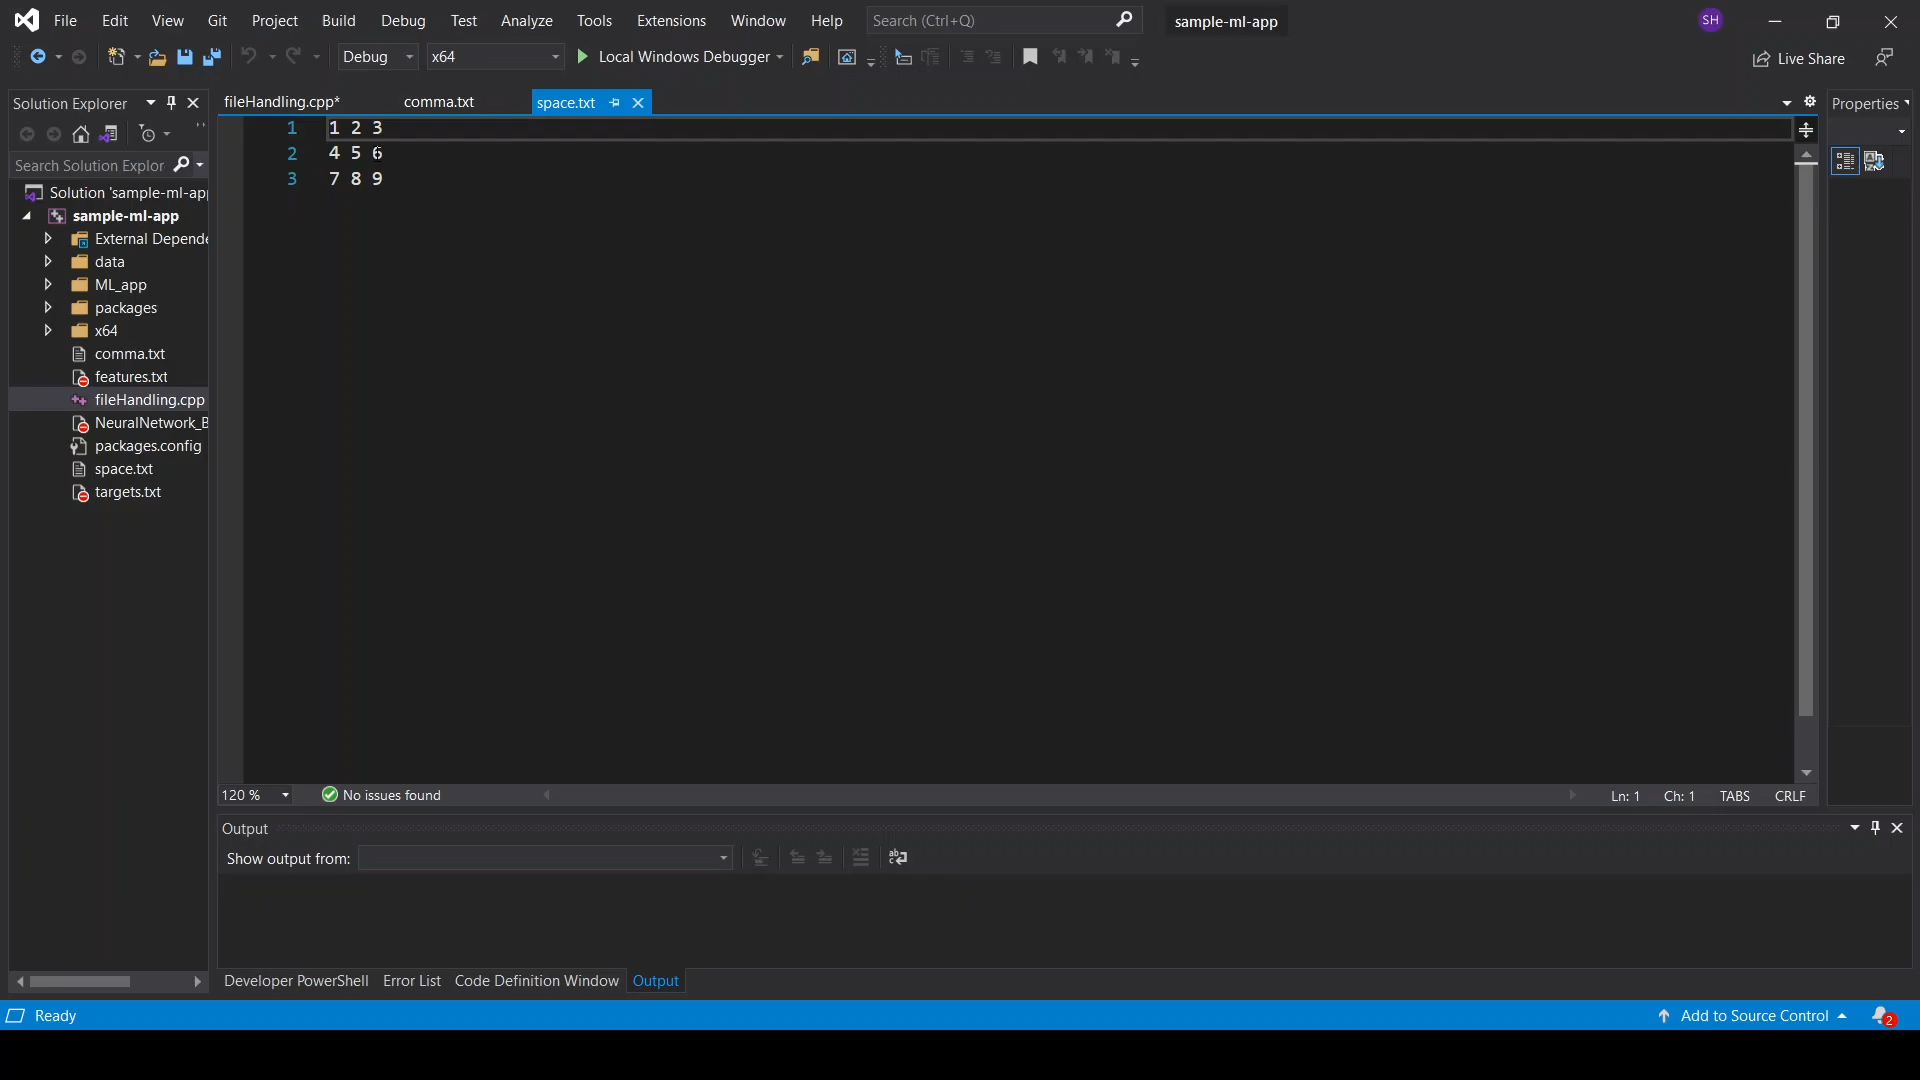 File Edit View Git Project Build Debug Test Analyze Tools Extensions Window Help Search (Ctrl+Q) sample-ml-app SH
Debug x64 Local Windows Debugger Live Share
Solution Explorer
Search Solution Explor
Solution 'sample-ml-ap
sample-ml-app
External Depende
data
ML_app
packages
x64
comma.txt
features.txt
fileHandling.cpp
NeuralNetwork_B
packages.config
space.txt
targets.txt
fileHandling.cpp* comma.txt space.txt
1 1 2 3
2 4 5 6
3 7 8 9
Properties
120 % No issues found Ln: 1 Ch: 1 TABS CRLF
Output
Show output from:
Developer PowerShell Error List Code Definition Window Output
Ready Add to Source Control 2